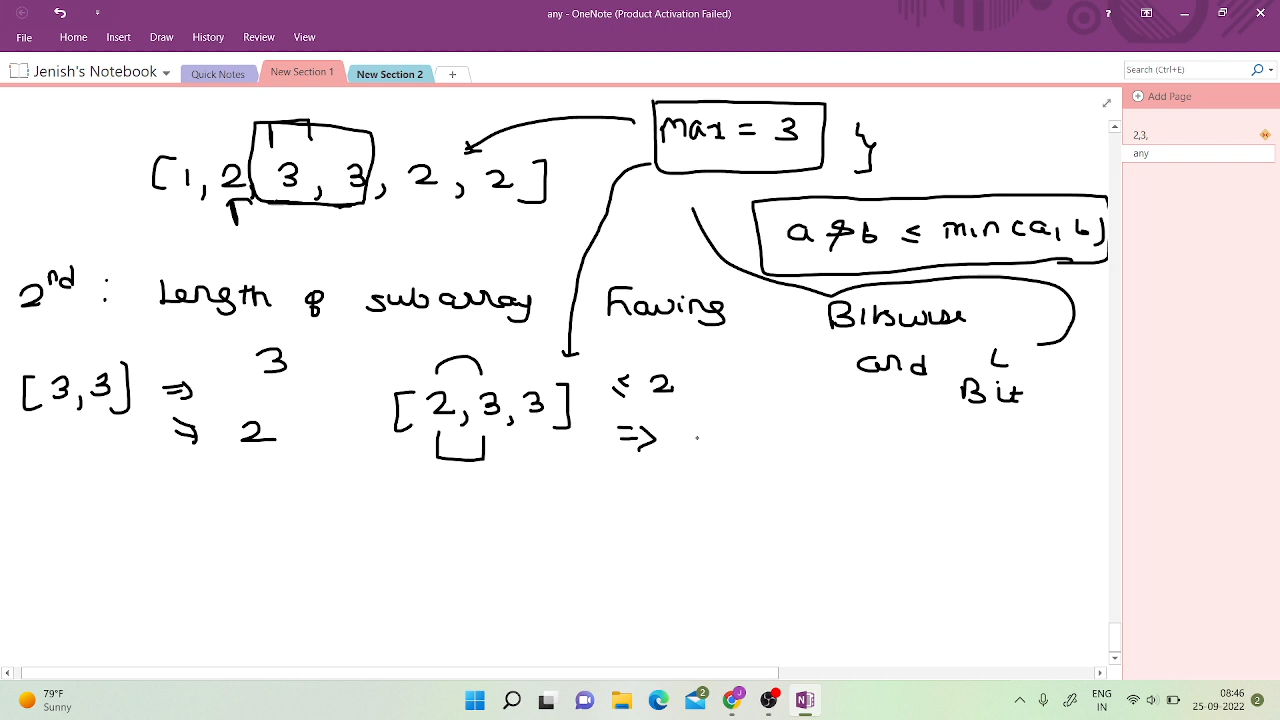 any - OneNote (Product Activation Failed)
File Home Insert Draw History Review View
Jenish's Notebook Quick Notes New Section 1 New Section 2 +
Search (Ctrl+E)
Add Page
2,3,
any
max = 3 }
[1, 2, 3, 3, 2, 2]
a & b ≤ min(a, b)
2nd : Length of subarray having Bitwise
and
Bit
[3,3] ⇒ 3
⇒ 2
[2,3,3] ≤ 2
⇒
79°F
Sunny
2
ENG
IN
08:46
25-09-2022
2